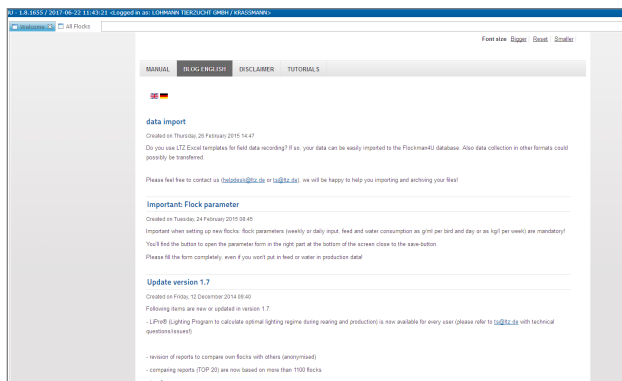 iU - 1.8.1655 / 2017-06-22 11:43:21 <Logged in as: LOHMANN TIERZUCHT GMBH / KRASSMANN>
Welcome All Flocks
Font size Bigger Reset Smaller
MANUAL BLOG ENGLISH DISCLAIMER TUTORIALS
data import
Created on Thursday, 26 February 2015 14:47
Do you use LTZ Excel templates for field data recording? If so, your data can be easily imported to the Flockman4U database. Also data collection in other formats could
possibly be transferred.
Please feel free to contact us (helpdesk@ltz.de or ts@ltz.de), we will be happy to help you importing and archiving your files!
Important: Flock parameter
Created on Tuesday, 24 February 2015 08:45
Important when setting up new flocks: flock parameters (weekly or daily input, feed and water consumption as g/ml per bird and day or as kg/l per week) are mandatory!
You'll find the button to open the parameter form in the right part at the bottom of the screen close to the save-button.
Please fill the form completely, even if you won't put in feed or water in production data!
Update version 1.7
Created on Friday, 12 December 2014 09:40
Following items are new or updated in version 1.7
- LiPro® (Lighting Program to calculate optimal lighting regime during rearing and production) is now available for every user (please refer to ts@ltz.de with technical
questions/issues!)
- revision of reports to compare own flocks with others (anonymised)
- comparing reports (TOP 20) are now based on more than 1100 flocks